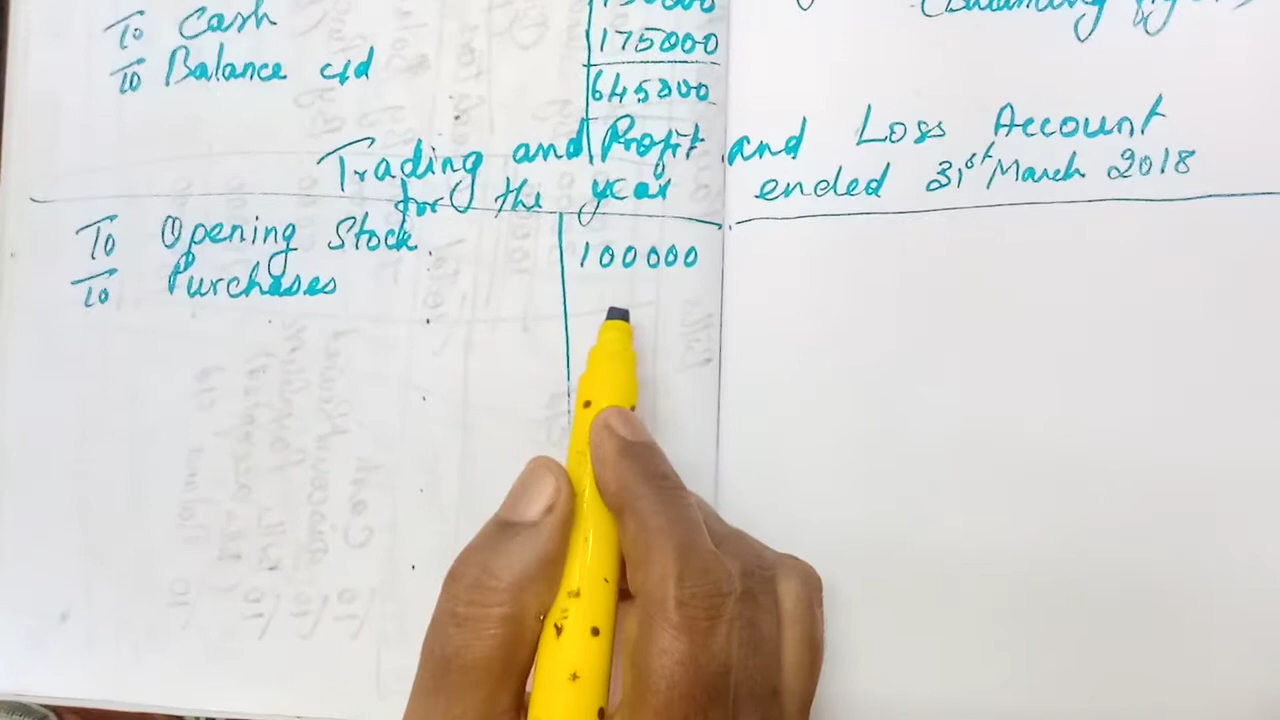 To Cash
175000
To Balance c/d
645000
Trading and Profit and Loss Account
for the year ended 31st March 2018
To Opening Stock 100000
To Purchases